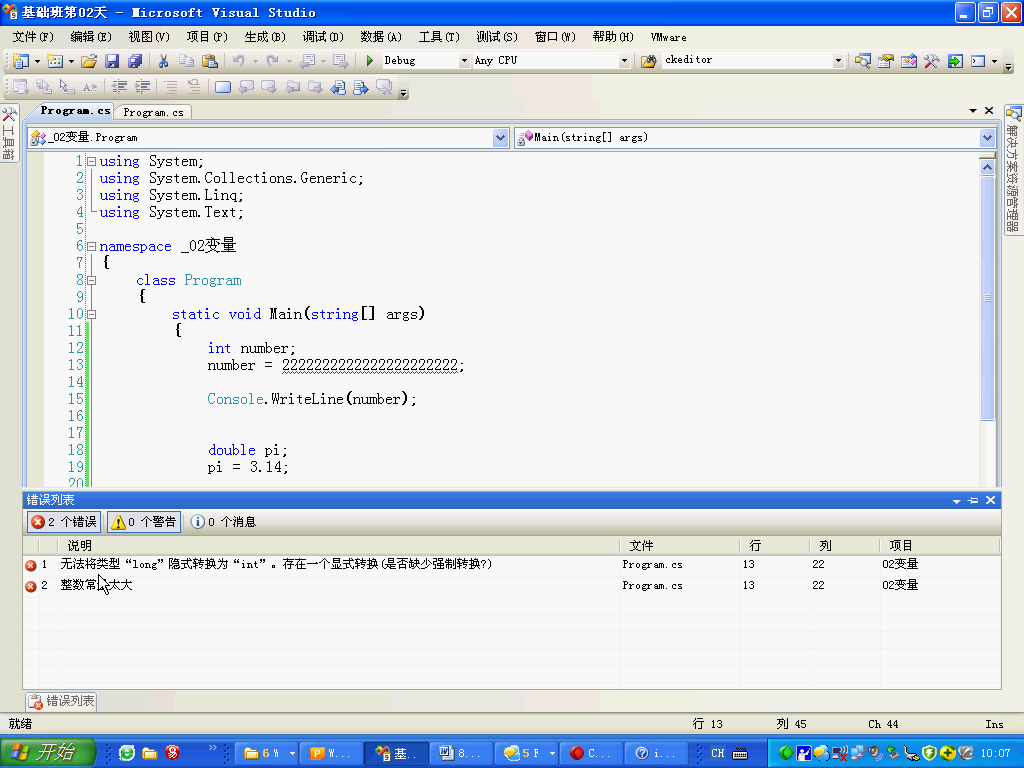 基础班第02天 - Microsoft Visual Studio
文件(F) 编辑(E) 视图(V) 项目(P) 生成(B) 调试(D) 数据(A) 工具(T) 测试(S) 窗口(W) 帮助(H) VMware
Debug Any CPU ckeditor
Program.cs Program.cs
工具箱
解决方案资源管理器
_02变量.Program Main(string[] args)
1 using System;
2 using System.Collections.Generic;
3 using System.Linq;
4 using System.Text;
5
6 namespace _02变量
7 {
8 class Program
9 {
10 static void Main(string[] args)
11 {
12 int number;
13 number = 2222222222222222222222;
14
15 Console.WriteLine(number);
16
17
18 double pi;
19 pi = 3.14;
20
错误列表
2 个错误 0 个警告 0 个消息
说明 文件 行 列 项目
1 无法将类型“long”隐式转换为“int”。存在一个显式转换(是否缺少强制转换?) Program.cs 13 22 02变量
2 整数常 太大 Program.cs 13 22 02变量
错误列表
就绪 行 13 列 45 Ch 44 Ins
开始 6 W W... 基.. 8... 5 F C... i... CH 10:07